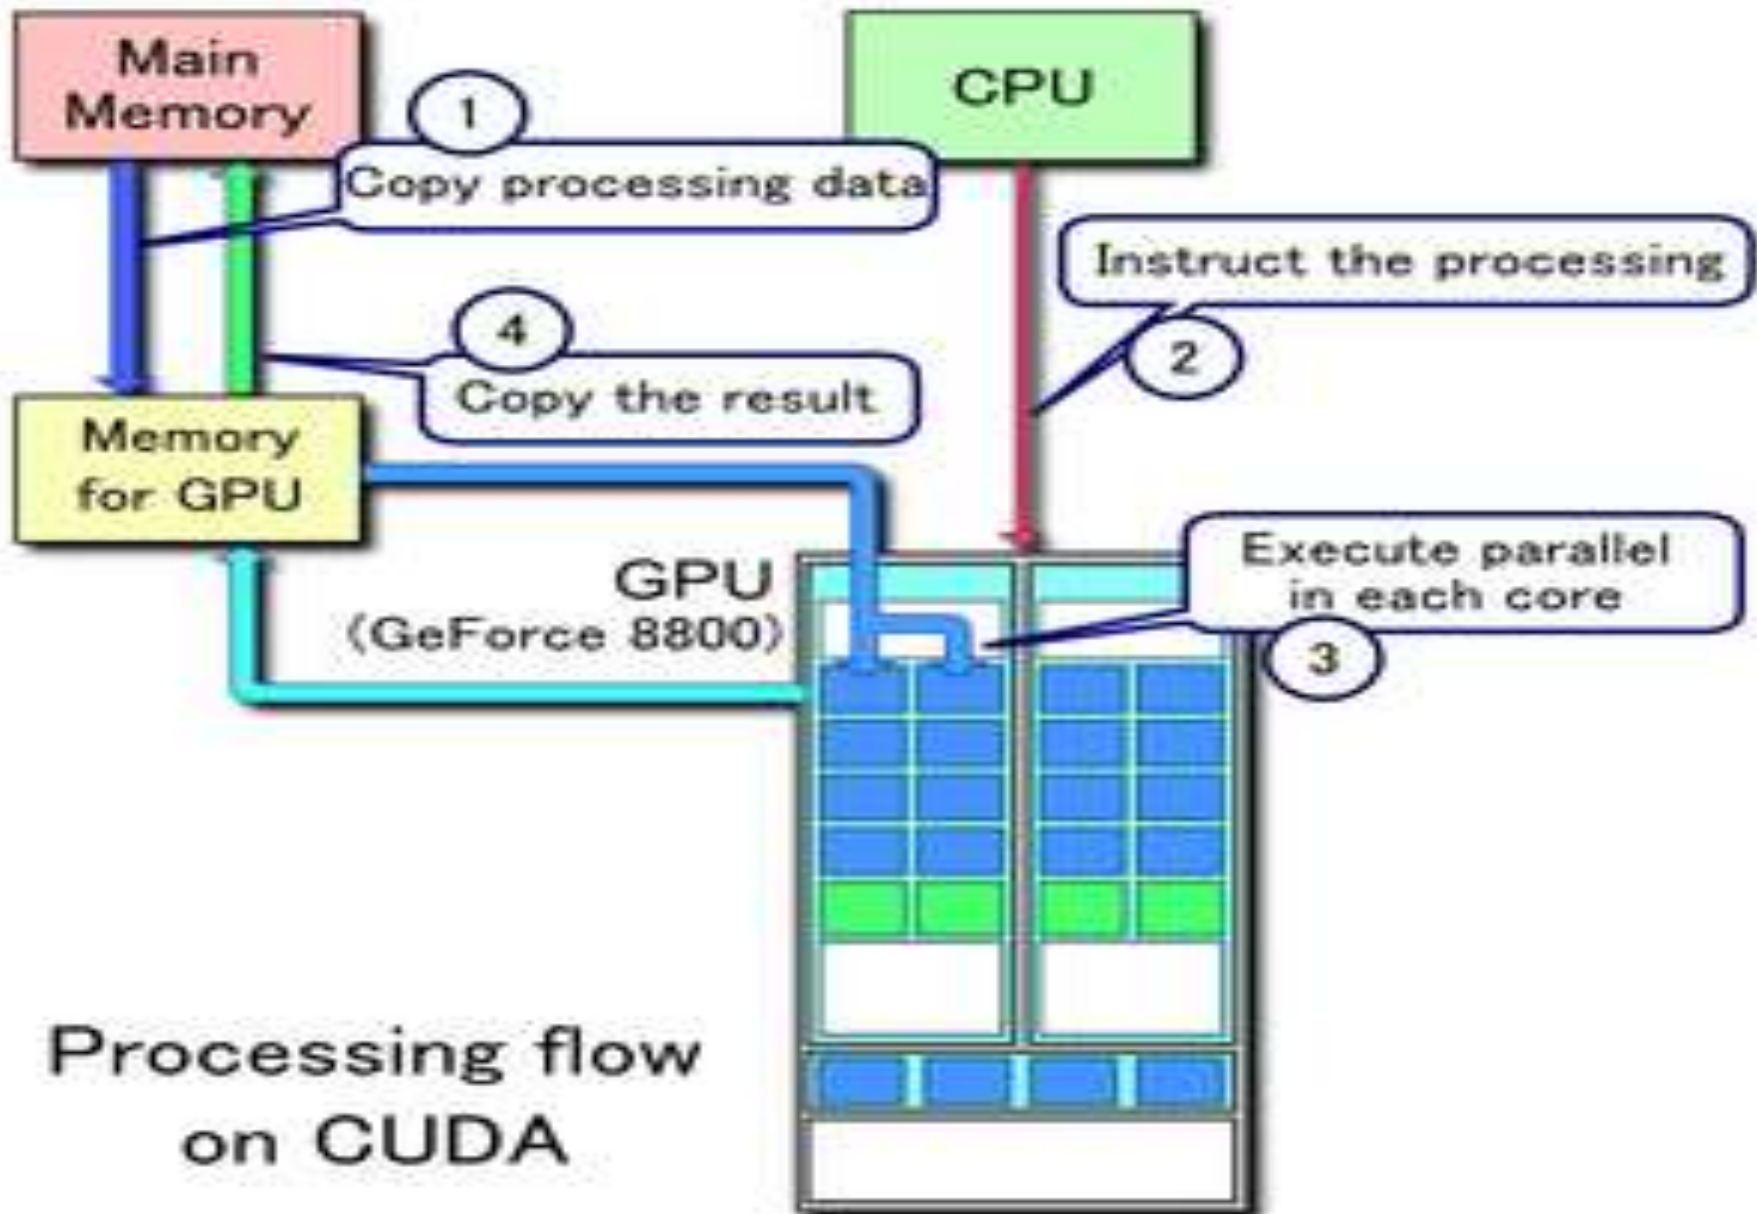 Main
Memory
CPU
1
Copy processing data
Instruct the processing
2
4
Copy the result
Memory
for GPU
GPU
(GeForce 8800)
Execute parallel
in each core
3
Processing flow
on CUDA